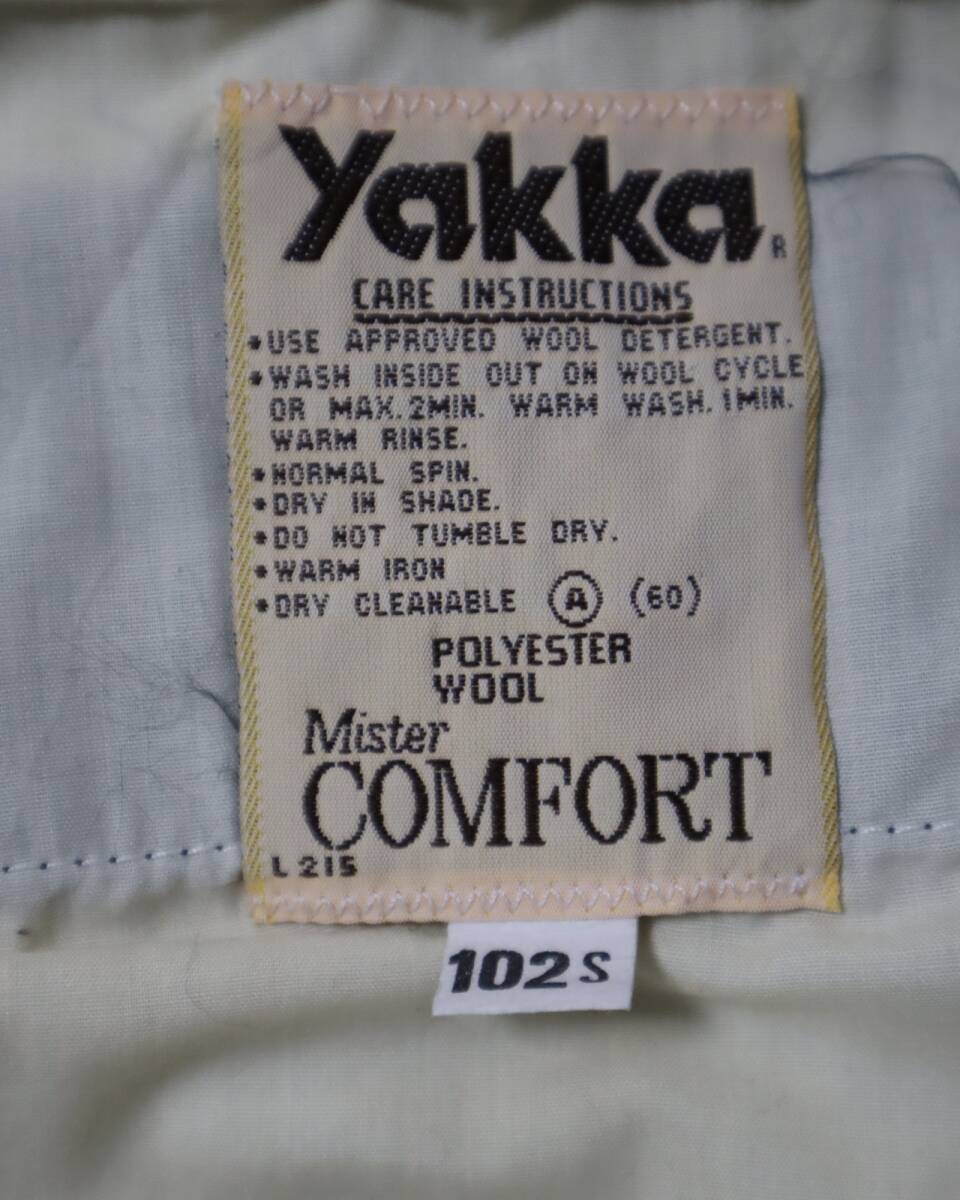 Yakka R
CARE INSTRUCTIONS
•USE APPROVED WOOL DETERGENT.
•WASH INSIDE OUT ON WOOL CYCLE
OR MAX.2MIN. WARM WASH.1MIN.
WARM RINSE.
•NORMAL SPIN.
•DRY IN SHADE.
•DO NOT TUMBLE DRY.
•WARM IRON
•DRY CLEANABLE Ⓐ (60)
POLYESTER
WOOL
Mister
COMFORT
L215
102S